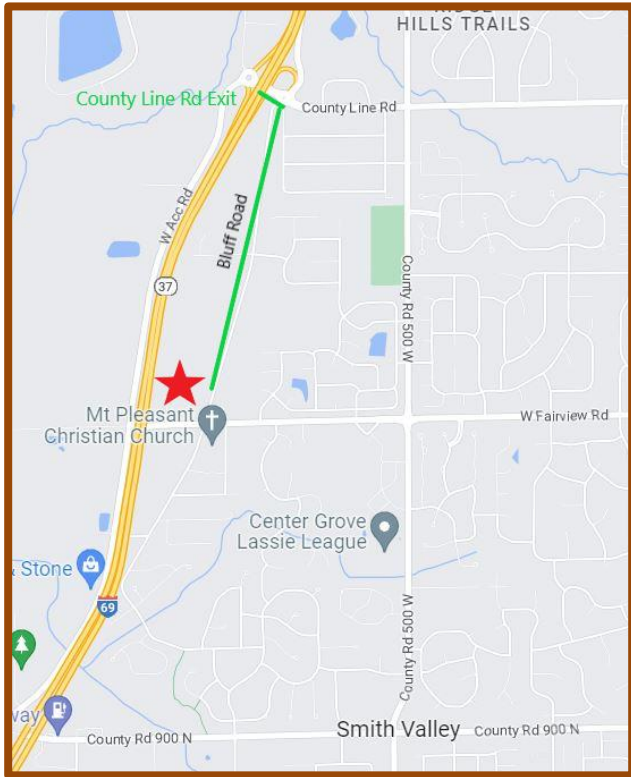 HILLS TRAILS
County Line Rd Exit
County Line Rd
W Acc Rd
Bluff Road
37
County Rd 500 W
Mt Pleasant
Christian Church
W Fairview Rd
Center Grove
Lassie League
& Stone
69
County Rd 500 W
way
Smith Valley
County Rd 900 N
County Rd 900 N